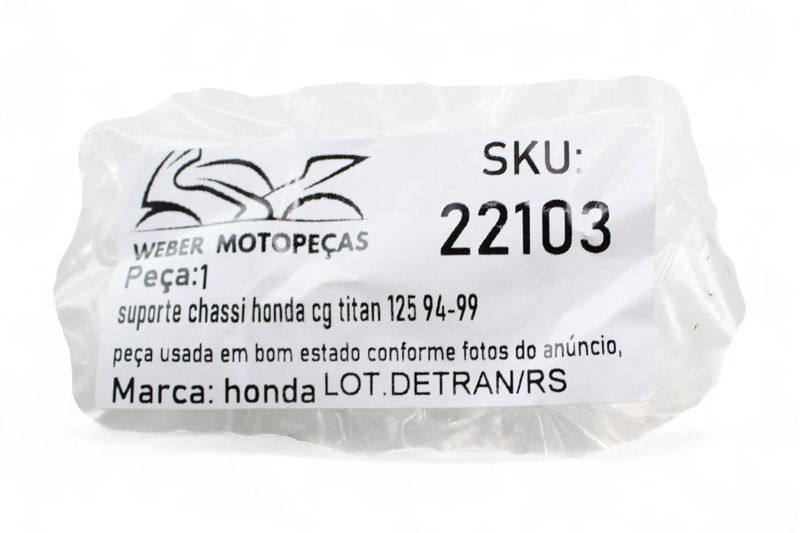 WEBER MOTOPEÇAS
SKU:
22103
Peça:1
suporte chassi honda cg titan 125 94-99
peça usada em bom estado conforme fotos do anúncio,
Marca: honda LOT.DETRAN/RS